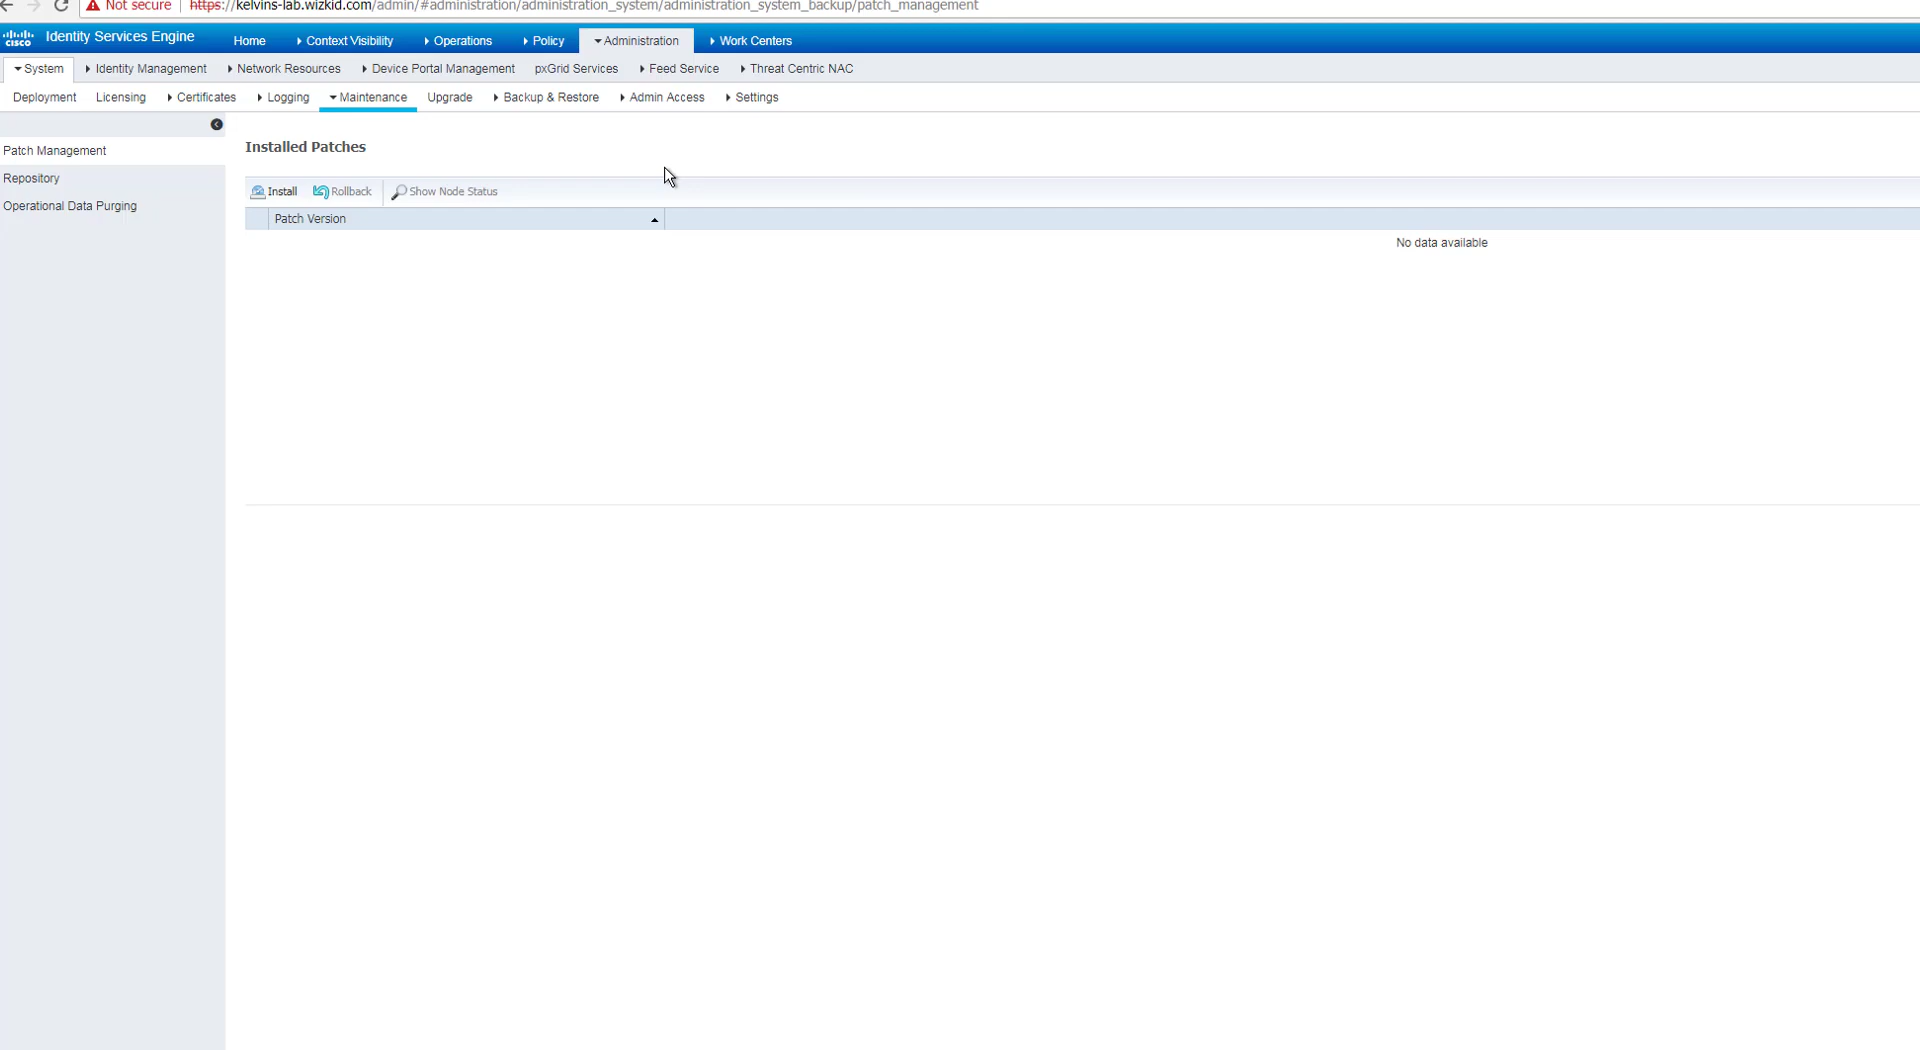 Not secure https://kelvins-lab.wizkid.com/admin/#administration/administration_system/administration_system_backup/patch_management
cisco Identity Services Engine Home Context Visibility Operations Policy Administration Work Centers
System Identity Management Network Resources Device Portal Management pxGrid Services Feed Service Threat Centric NAC
Deployment Licensing Certificates Logging Maintenance Upgrade Backup & Restore Admin Access Settings
Patch Management
Repository
Operational Data Purging
Installed Patches
Install Rollback Show Node Status
Patch Version
No data available